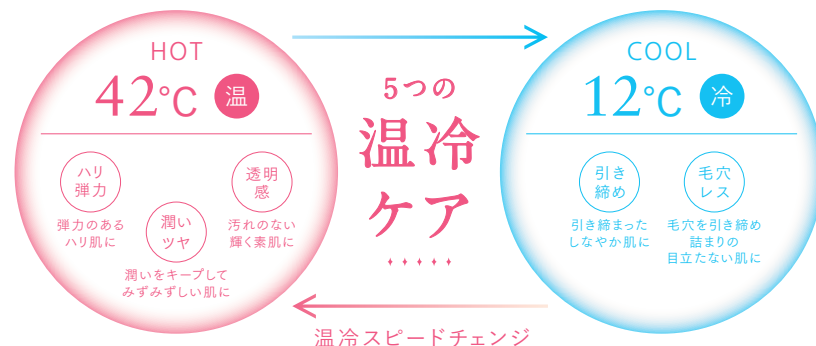 HOT
42℃ 温
ハリ
弾力
弾力のある
ハリ肌に
潤い
ツヤ
潤いをキープして
みずみずしい肌に
透明
感
汚れのない
輝く素肌に
5つの
温冷
ケア
COOL
12℃ 冷
引き
締め
引き締まった
しなやか肌に
毛穴
レス
毛穴を引き締め
詰まりの
目立たない肌に
温冷スピードチェンジ